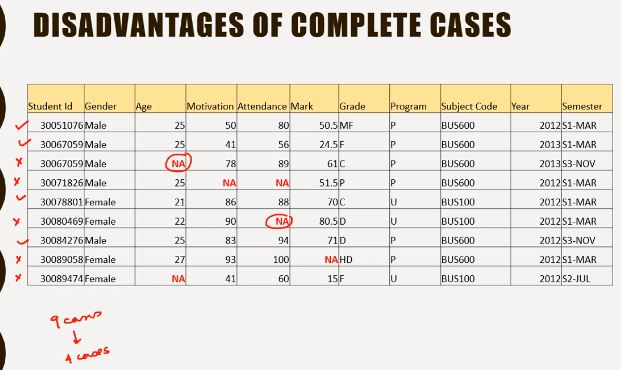 DISADVANTAGES OF COMPLETE CASES
Student Id Gender Age Motivation Attendance Mark Grade Program Subject Code Year Semester
30051076 Male 25 50 80 50.5 MF P BUS600 2012 S1-MAR
30067059 Male 25 41 56 24.5 F P BUS600 2013 S1-MAR
30067059 Male NA 78 89 61 C P BUS600 2013 S3-NOV
30071826 Male 25 NA NA 51.5 P P BUS600 2012 S1-MAR
30078801 Female 21 86 88 70 C U BUS100 2012 S1-MAR
30080469 Female 22 90 NA 80.5 D U BUS100 2012 S1-MAR
30084276 Male 25 83 94 71 D P BUS600 2012 S3-NOV
30089058 Female 27 93 100 NA HD P BUS600 2012 S1-MAR
30089474 Female NA 41 60 15 F U BUS100 2012 S2-JUL
9 cases
4 cases